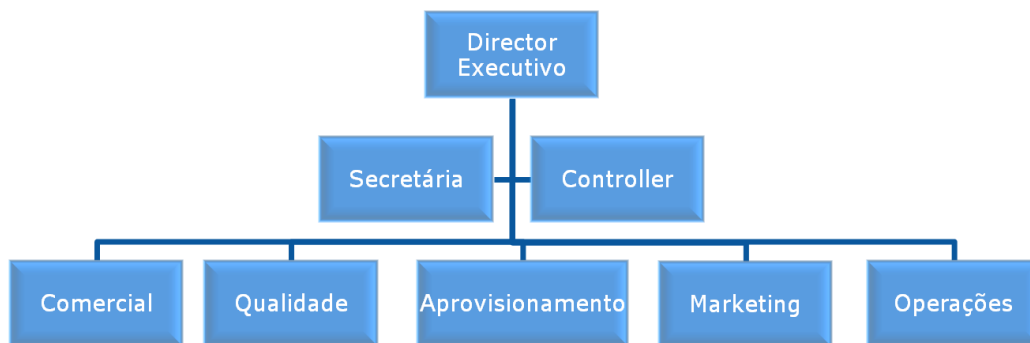 Director
Executivo
Secretária
Controller
Comercial
Qualidade
Aprovisionamento
Marketing
Operações